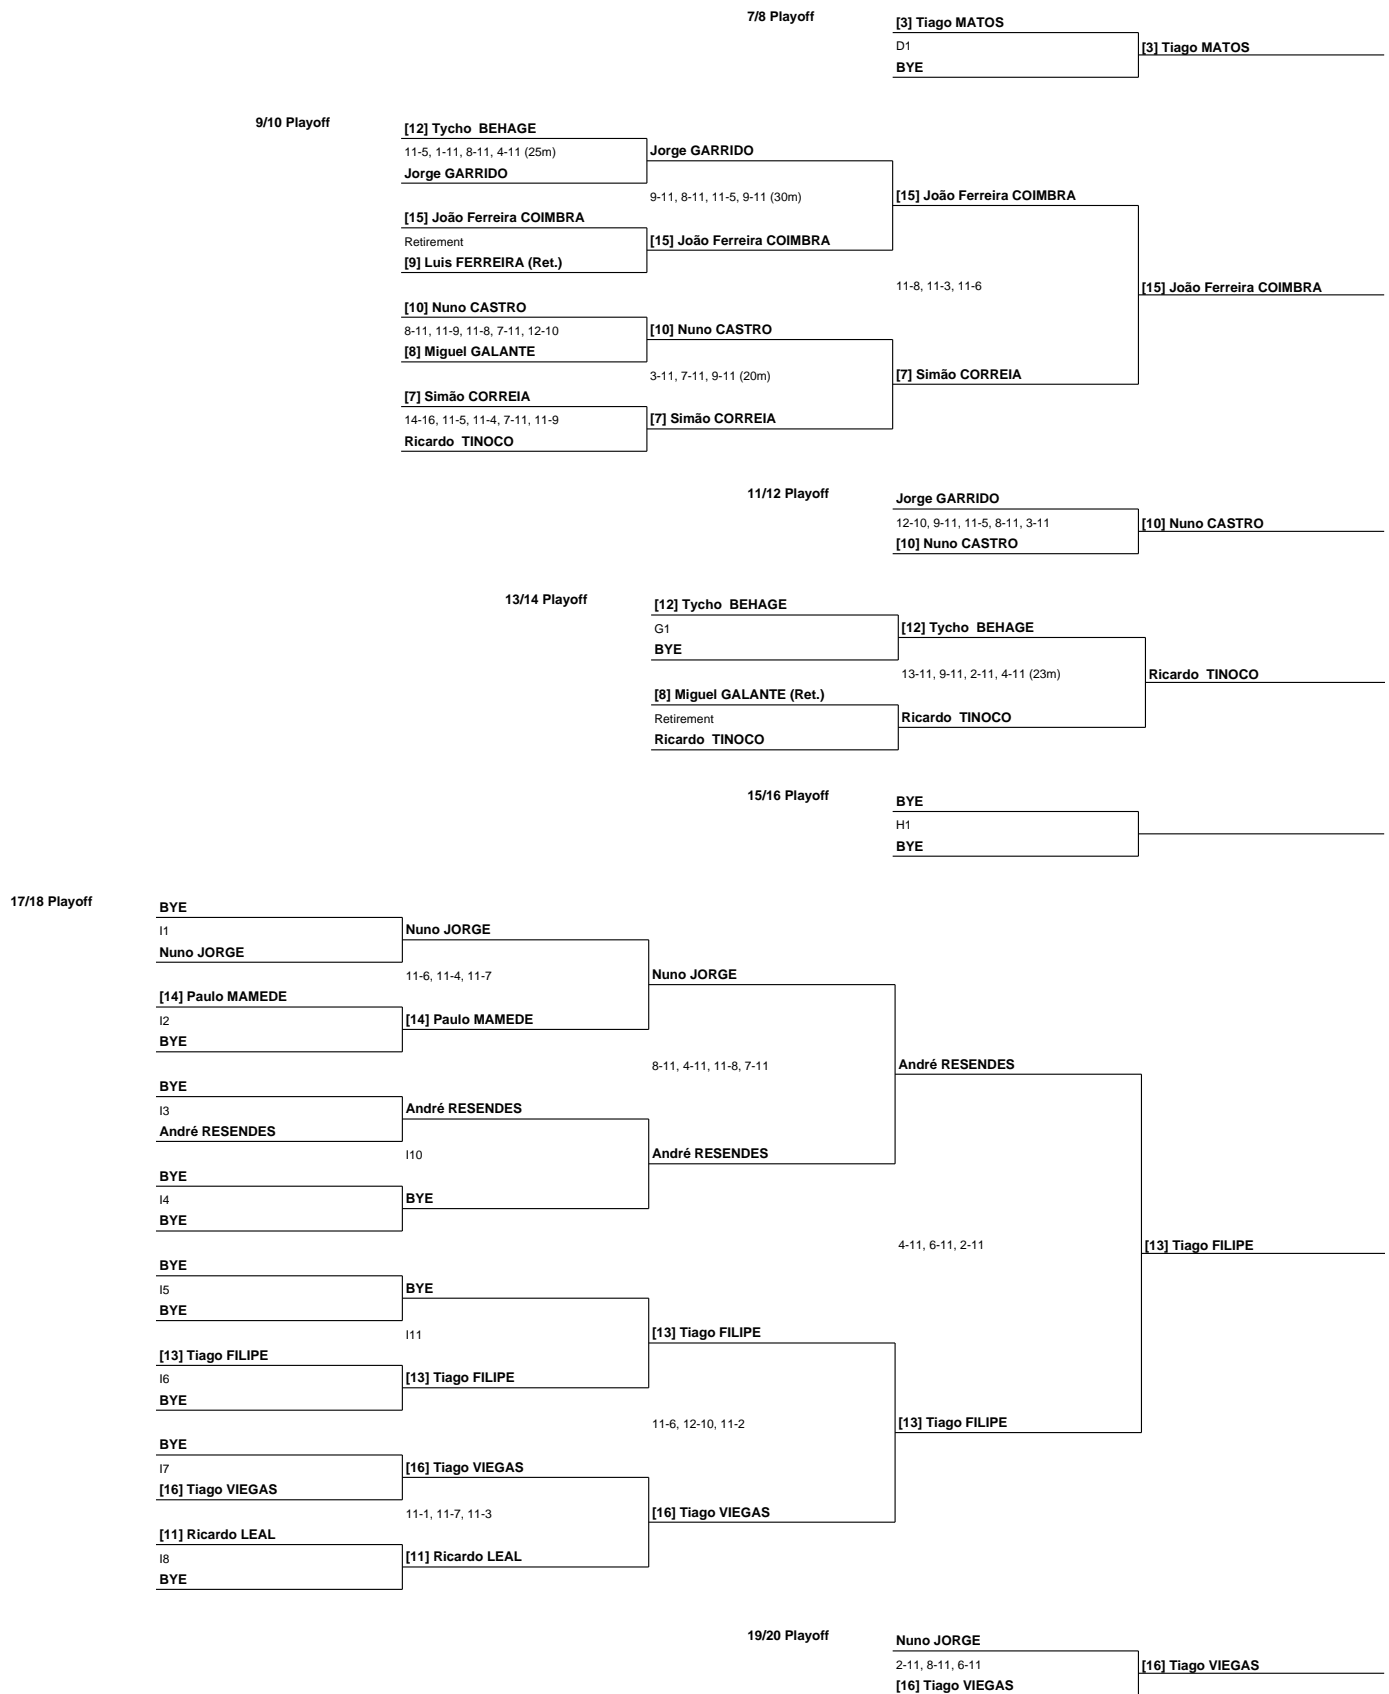 7/8 Playoff
[3] Tiago MATOS
D1
[3] Tiago MATOS
BYE
9/10 Playoff
[12] Tycho BEHAGE
11-5, 1-11, 8-11, 4-11 (25m)
Jorge GARRIDO
Jorge GARRIDO
9-11, 8-11, 11-5, 9-11 (30m)
[15] João Ferreira COIMBRA
[15] João Ferreira COIMBRA
Retirement
[15] João Ferreira COIMBRA
[9] Luis FERREIRA (Ret.)
11-8, 11-3, 11-6
[15] João Ferreira COIMBRA
[10] Nuno CASTRO
8-11, 11-9, 11-8, 7-11, 12-10
[10] Nuno CASTRO
[8] Miguel GALANTE
3-11, 7-11, 9-11 (20m)
[7] Simão CORREIA
[7] Simão CORREIA
14-16, 11-5, 11-4, 7-11, 11-9
[7] Simão CORREIA
Ricardo TINOCO
11/12 Playoff
Jorge GARRIDO
12-10, 9-11, 11-5, 8-11, 3-11
[10] Nuno CASTRO
[10] Nuno CASTRO
13/14 Playoff
[12] Tycho BEHAGE
G1
[12] Tycho BEHAGE
BYE
13-11, 9-11, 2-11, 4-11 (23m)
Ricardo TINOCO
[8] Miguel GALANTE (Ret.)
Retirement
Ricardo TINOCO
Ricardo TINOCO
15/16 Playoff
BYE
H1
BYE
17/18 Playoff
BYE
I1
Nuno JORGE
Nuno JORGE
11-6, 11-4, 11-7
Nuno JORGE
[14] Paulo MAMEDE
I2
[14] Paulo MAMEDE
BYE
8-11, 4-11, 11-8, 7-11
André RESENDES
BYE
I3
André RESENDES
André RESENDES
I10
André RESENDES
BYE
I4
BYE
BYE
4-11, 6-11, 2-11
[13] Tiago FILIPE
BYE
I5
BYE
BYE
I11
[13] Tiago FILIPE
[13] Tiago FILIPE
I6
[13] Tiago FILIPE
BYE
11-6, 12-10, 11-2
[13] Tiago FILIPE
BYE
I7
[16] Tiago VIEGAS
[16] Tiago VIEGAS
11-1, 11-7, 11-3
[16] Tiago VIEGAS
[11] Ricardo LEAL
I8
[11] Ricardo LEAL
BYE
19/20 Playoff
Nuno JORGE
2-11, 8-11, 6-11
[16] Tiago VIEGAS
[16] Tiago VIEGAS